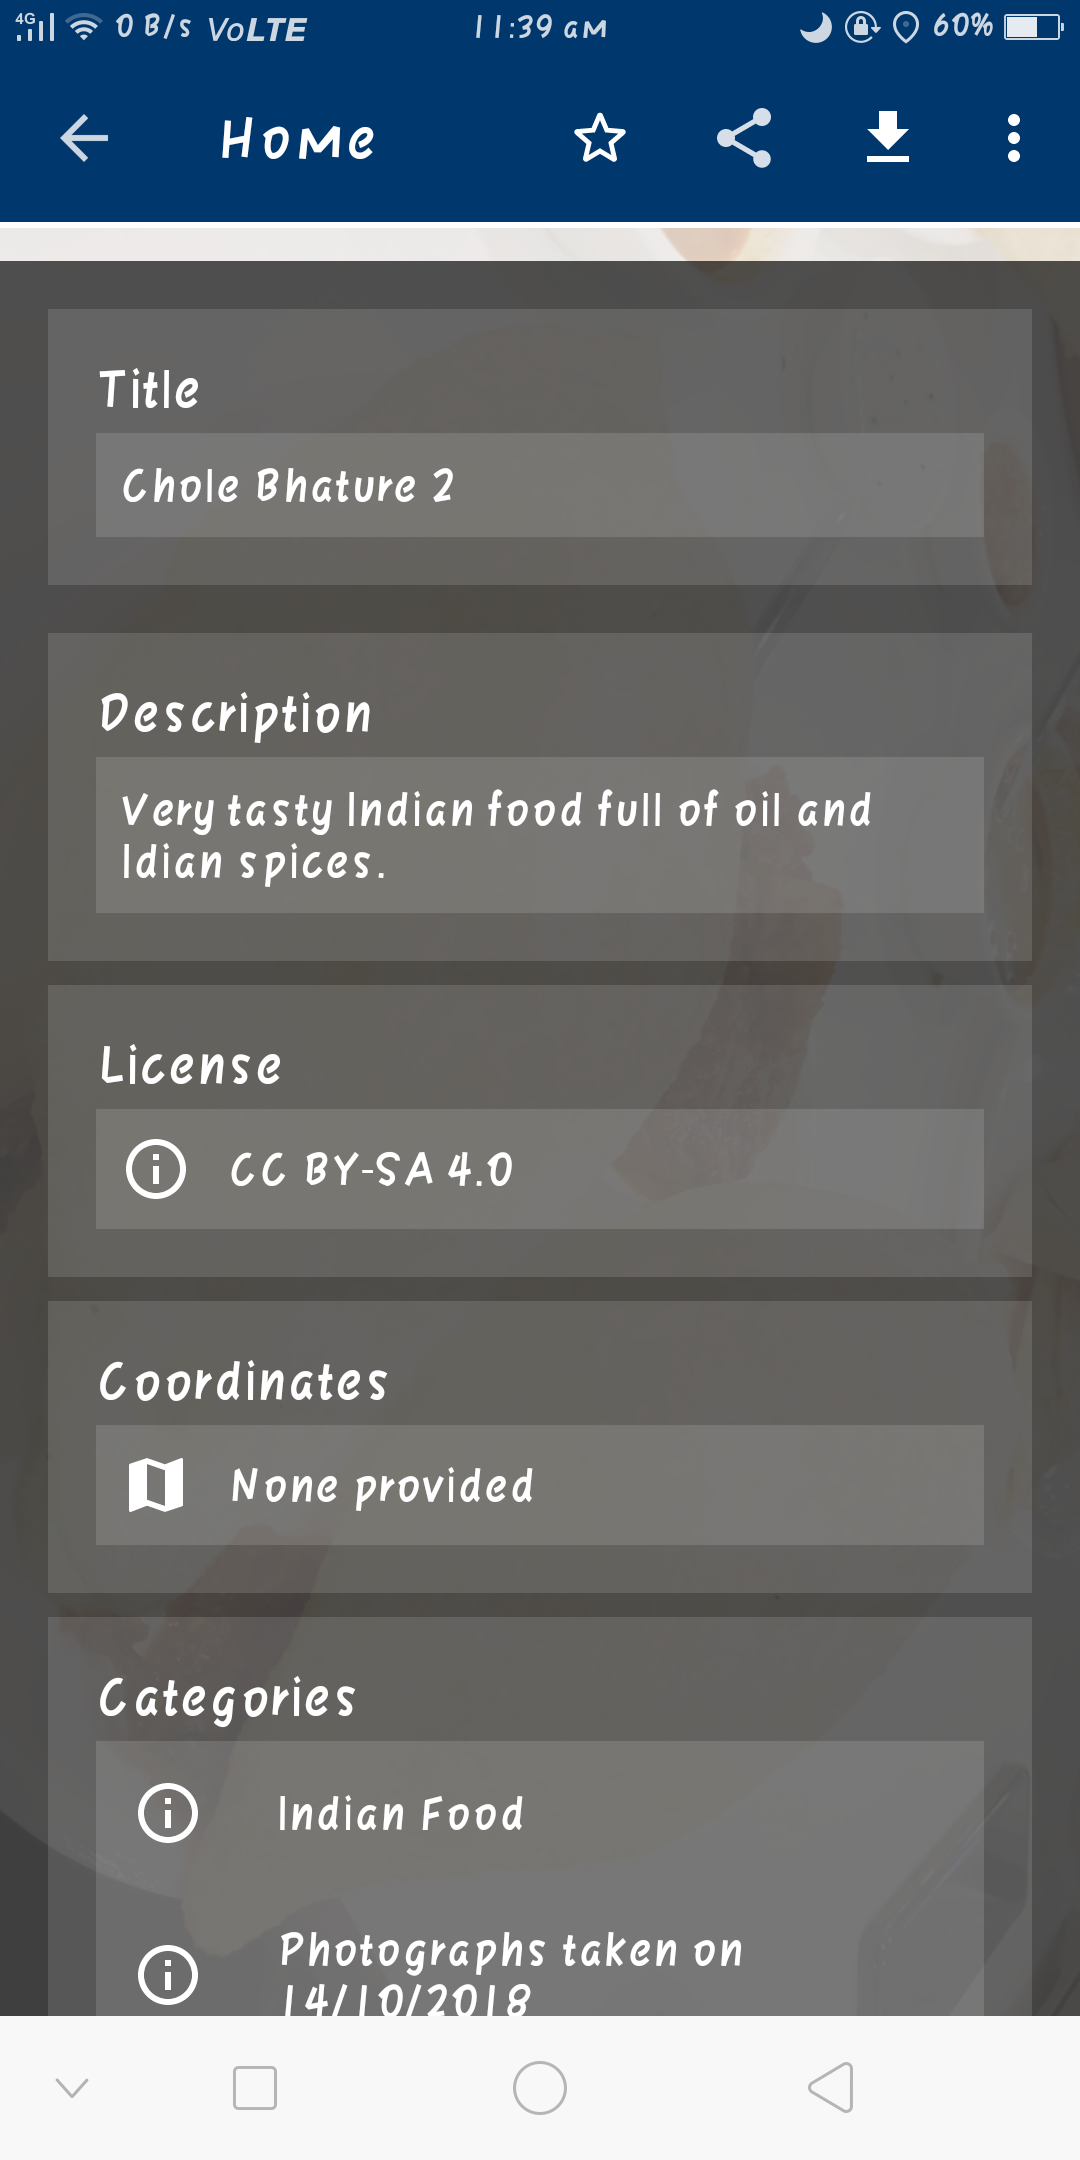 4G 0 B/s VoLTE 11:39 am 60%
Home
Title
Chole Bhature 2
Description
Very tasty Indian food full of oil and
Idian spices.
License
CC BY-SA 4.0
Coordinates
None provided
Categories
Indian Food
Photographs taken on
14/10/2018